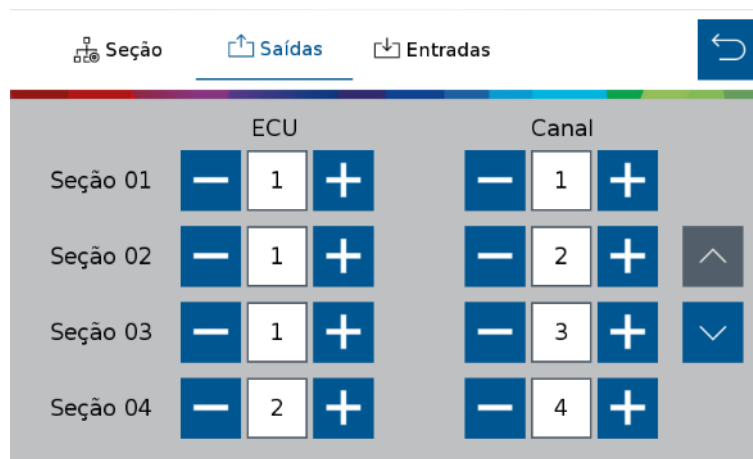 Seção Saídas Entradas
ECU Canal
Seção 01 1 1
Seção 02 1 2
Seção 03 1 3
Seção 04 2 4